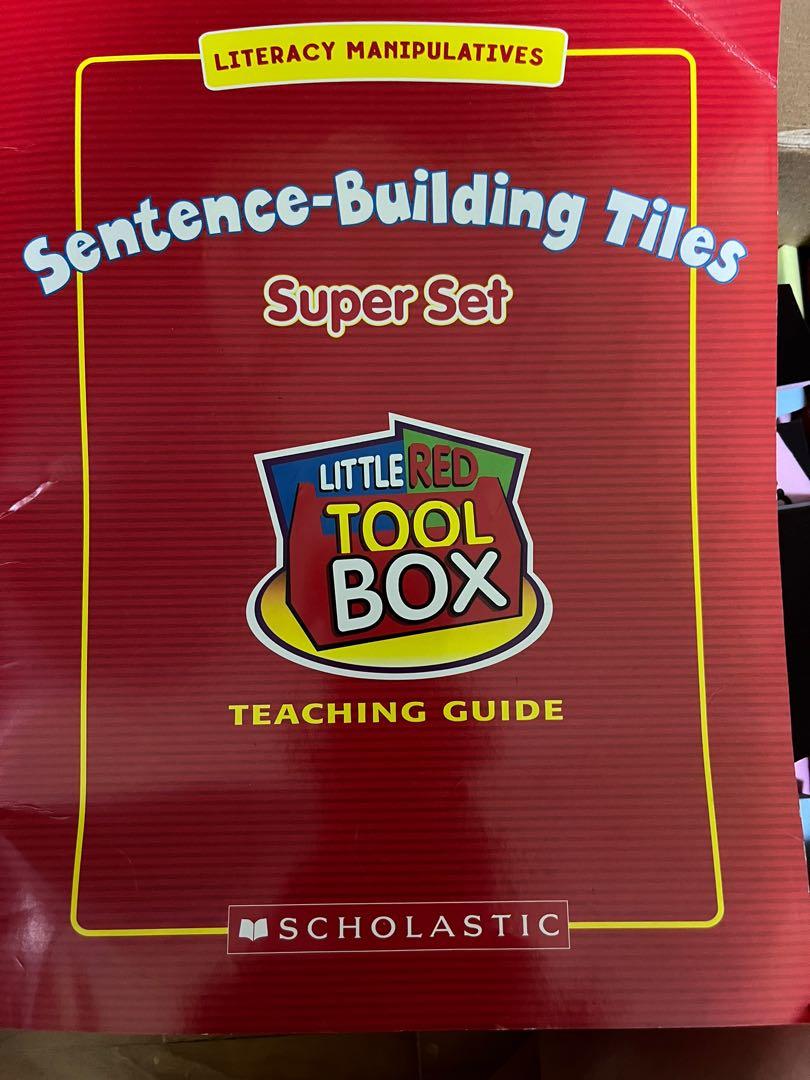 LITERACY MANIPULATIVES
Sentence-Building Tiles
Super Set
LITTLE RED
TOOL
BOX
TEACHING GUIDE
SCHOLASTIC